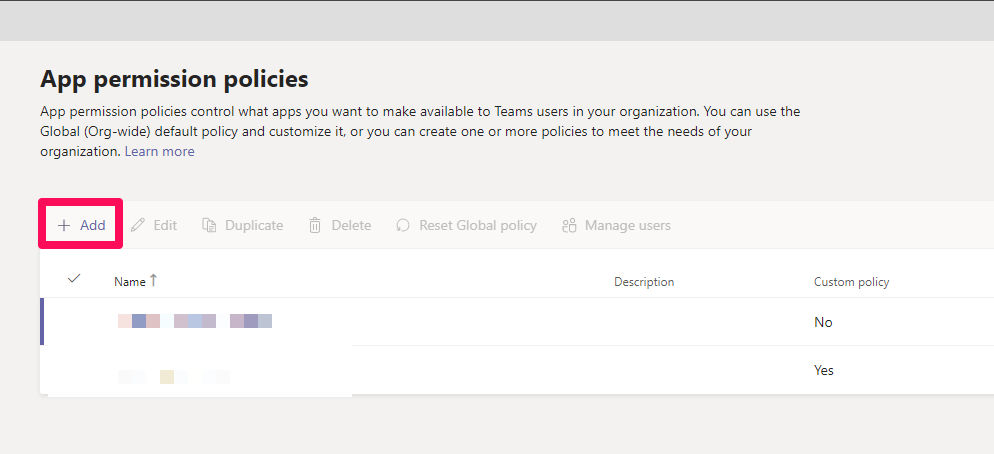 App permission policies
App permission policies control what apps you want to make available to Teams users in your organization. You can use the
Global (Org-wide) default policy and customize it, or you can create one or more policies to meet the needs of your
organization. Learn more
+ Add Edit Duplicate Delete Reset Global policy Manage users
Name ↑ Description Custom policy
No
Yes